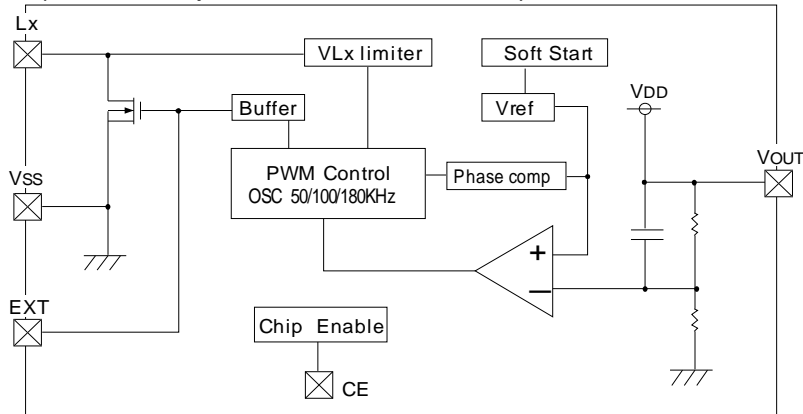 Lx
VLx limiter
Soft Start
VDD
Buffer
Vref
VOUT
VSS
PWM Control
OSC 50/100/180KHz
Phase comp
+
−
EXT
Chip Enable
CE